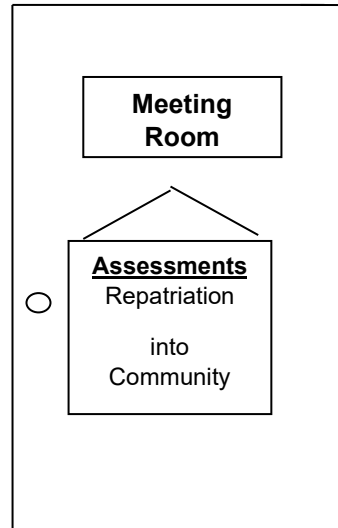 Meeting
Room
Assessments
Repatriation
into
Community